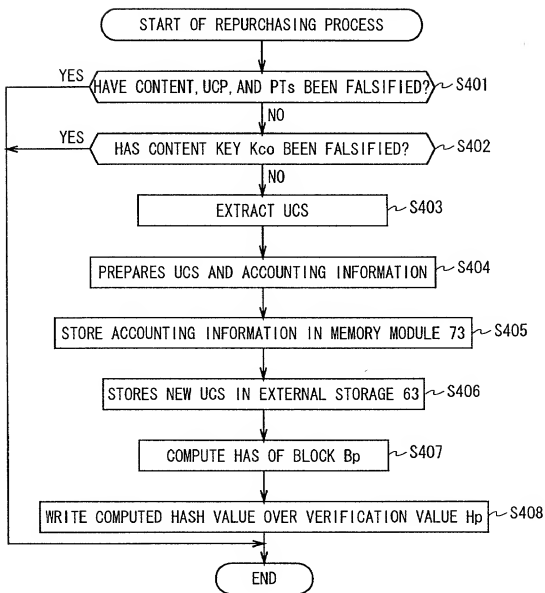 START OF REPURCHASING PROCESS
YES
HAVE CONTENT, UCP, AND PTs BEEN FALSIFIED?
S401
NO
YES
HAS CONTENT KEY Kco BEEN FALSIFIED?
S402
NO
EXTRACT UCS
S403
PREPARES UCS AND ACCOUNTING INFORMATION
S404
STORE ACCOUNTING INFORMATION IN MEMORY MODULE 73
S405
STORES NEW UCS IN EXTERNAL STORAGE 63
S406
COMPUTE HAS OF BLOCK Bp
S407
WRITE COMPUTED HASH VALUE OVER VERIFICATION VALUE Hp
S408
END